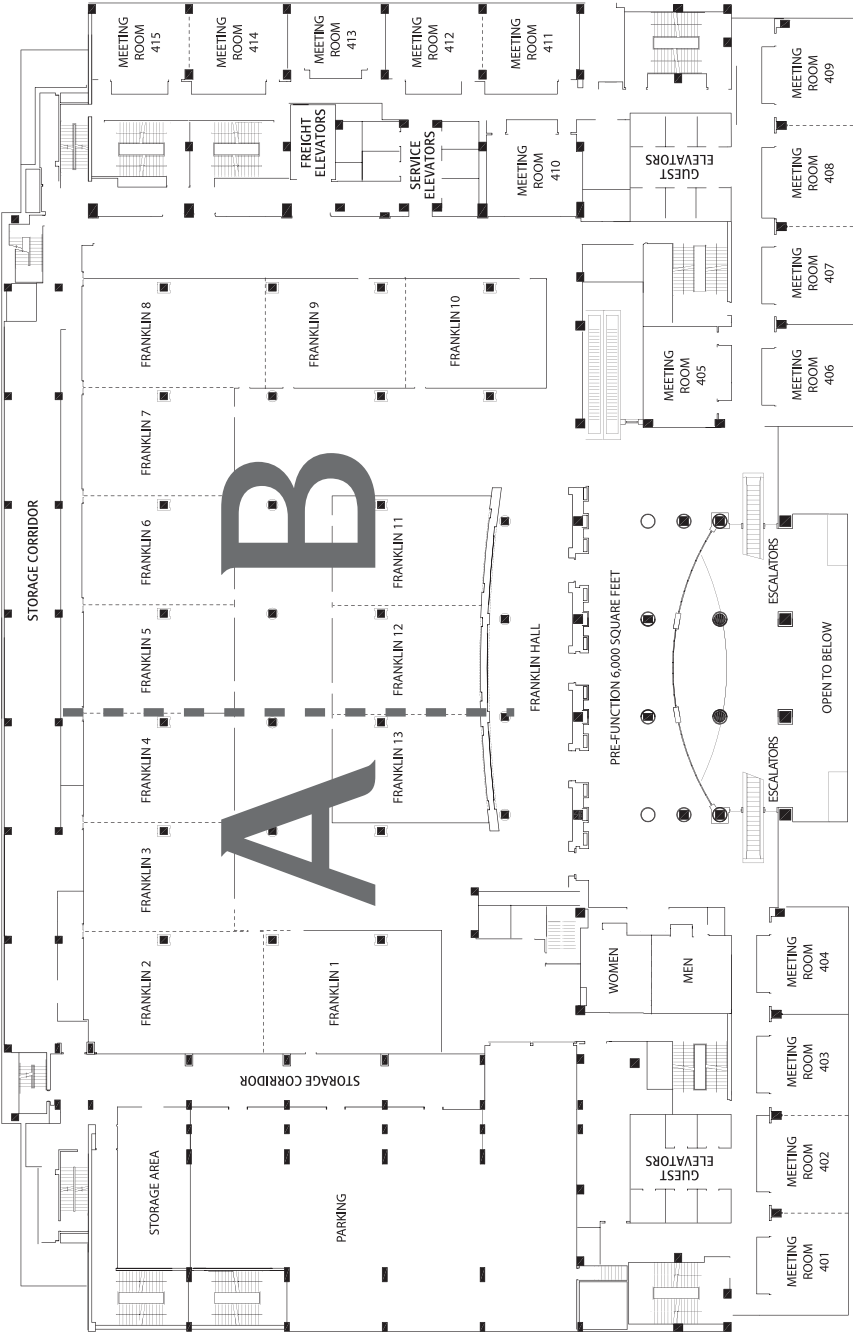 MEETING
ROOM
415
MEETING
ROOM
414
MEETING
ROOM
413
MEETING
ROOM
412
MEETING
ROOM
411
MEETING
ROOM
409
FREIGHT
ELEVATORS
SERVICE
ELEVATORS
MEETING
ROOM
410
GUEST
ELEVATORS
MEETING
ROOM
408
MEETING
ROOM
407
FRANKLIN 8
FRANKLIN 9
FRANKLIN 10
MEETING
ROOM
405
MEETING
ROOM
406
FRANKLIN 7
B
STORAGE CORRIDOR
FRANKLIN 6
FRANKLIN 11
ESCALATORS
FRANKLIN 5
FRANKLIN 12
FRANKLIN HALL
PRE-FUNCTION 6,000 SQUARE FEET
OPEN TO BELOW
FRANKLIN 4
FRANKLIN 13
ESCALATORS
A
FRANKLIN 3
FRANKLIN 2
FRANKLIN 1
WOMEN
MEN
MEETING
ROOM
404
STORAGE CORRIDOR
MEETING
ROOM
403
STORAGE AREA
PARKING
GUEST
ELEVATORS
MEETING
ROOM
402
MEETING
ROOM
401